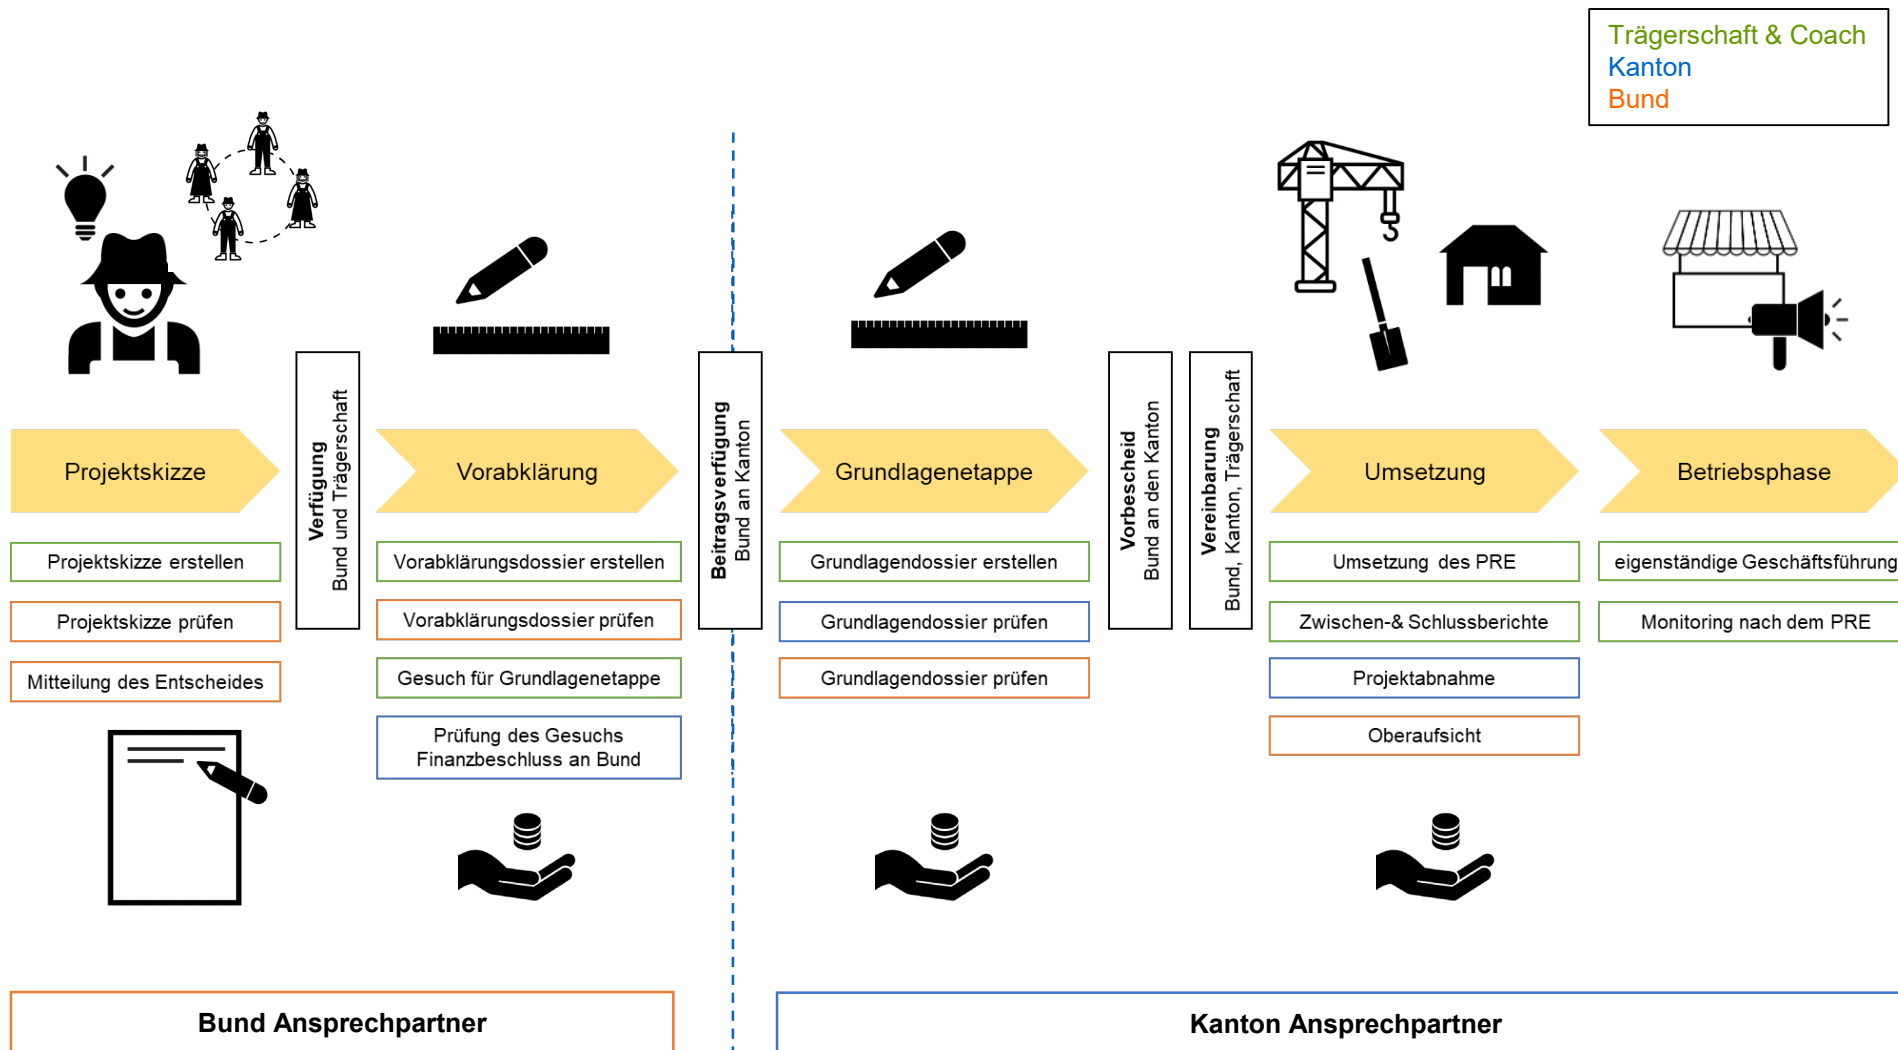 Trägerschaft & Coach
Kanton
Bund
Projektskizze
Verfügung
Bund und Trägerschaft
Vorabklärung
Beitragsverfügung
Bund an Kanton
Grundlagenetappe
Vorbescheid
Bund an den Kanton
Vereinbarung
Bund, Kanton, Trägerschaft
Umsetzung
Betriebsphase
Projektskizze erstellen
Projektskizze prüfen
Mitteilung des Entscheides
Vorabklärungsdossier erstellen
Vorabklärungsdossier prüfen
Gesuch für Grundlagenetappe
Prüfung des Gesuchs
Finanzbeschluss an Bund
Grundlagendossier erstellen
Grundlagendossier prüfen
Grundlagendossier prüfen
Umsetzung des PRE
Zwischen-& Schlussberichte
Projektabnahme
Oberaufsicht
eigenständige Geschäftsführung
Monitoring nach dem PRE
Bund Ansprechpartner
Kanton Ansprechpartner